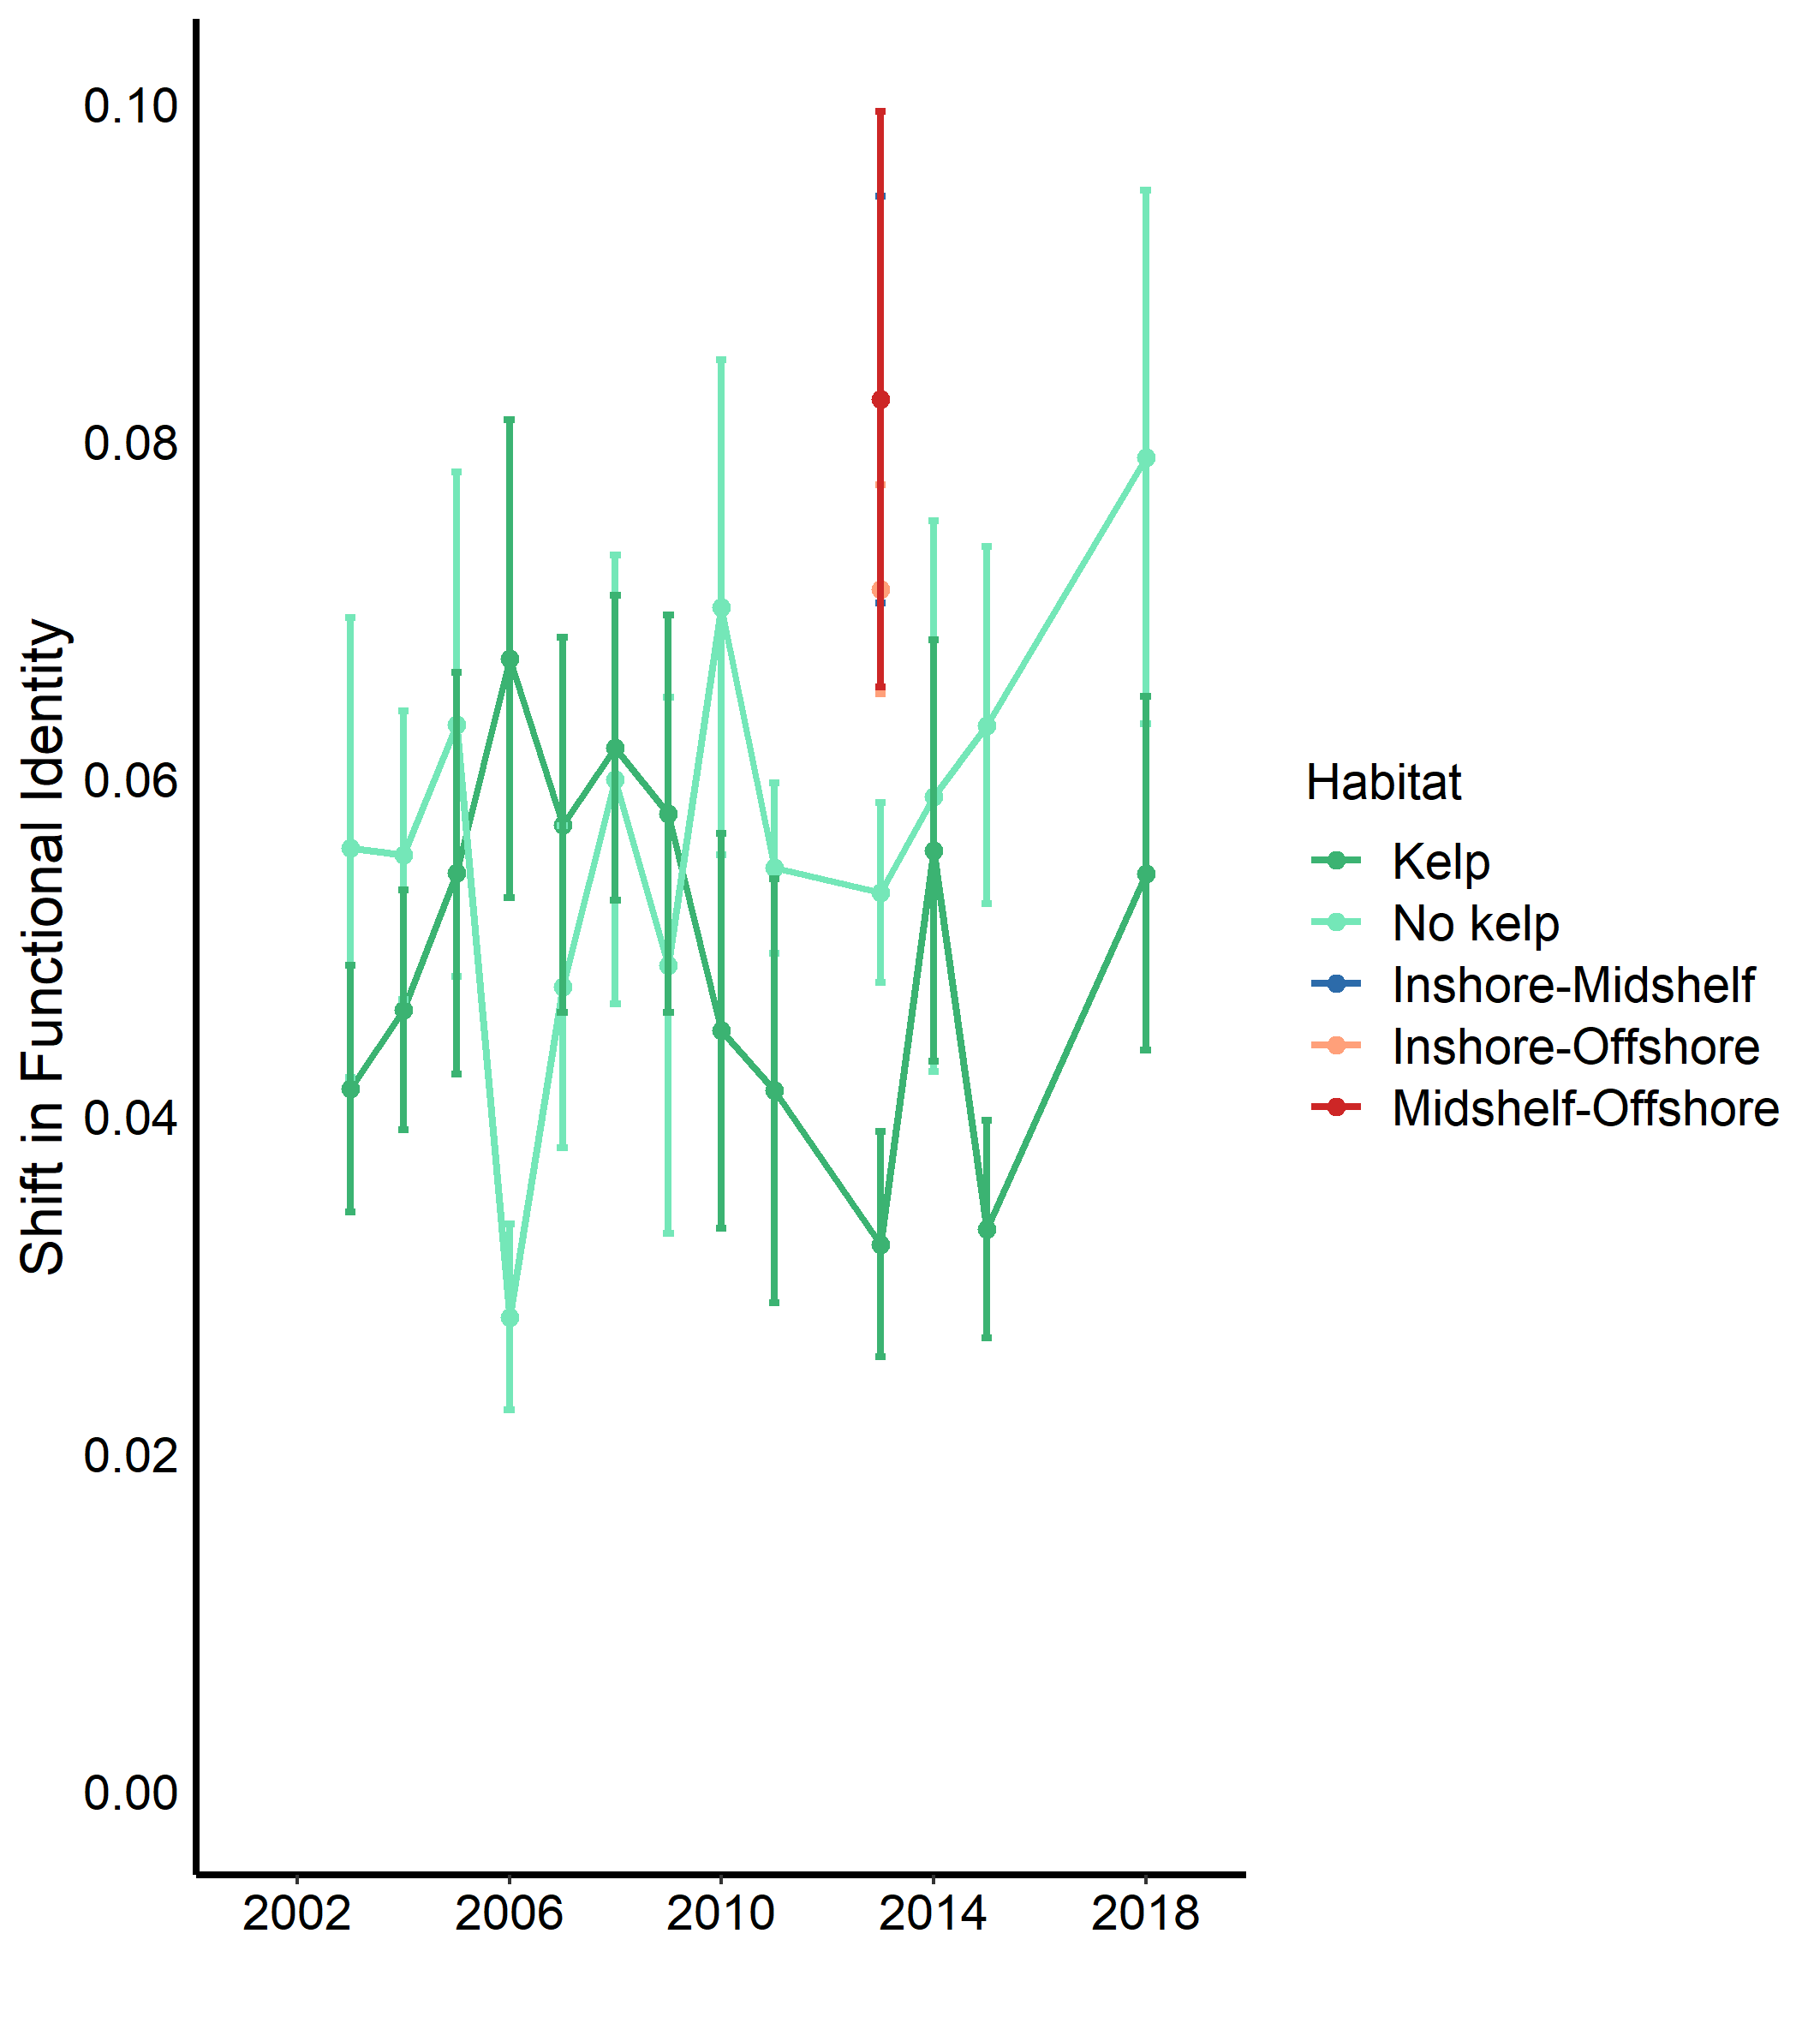 Shift in Functional Identity
0.10
0.08
0.06
0.04
0.02
0.00
2002 2006 2010 2014 2018
Habitat
Kelp
No kelp
Inshore-Midshelf
Inshore-Offshore
Midshelf-Offshore